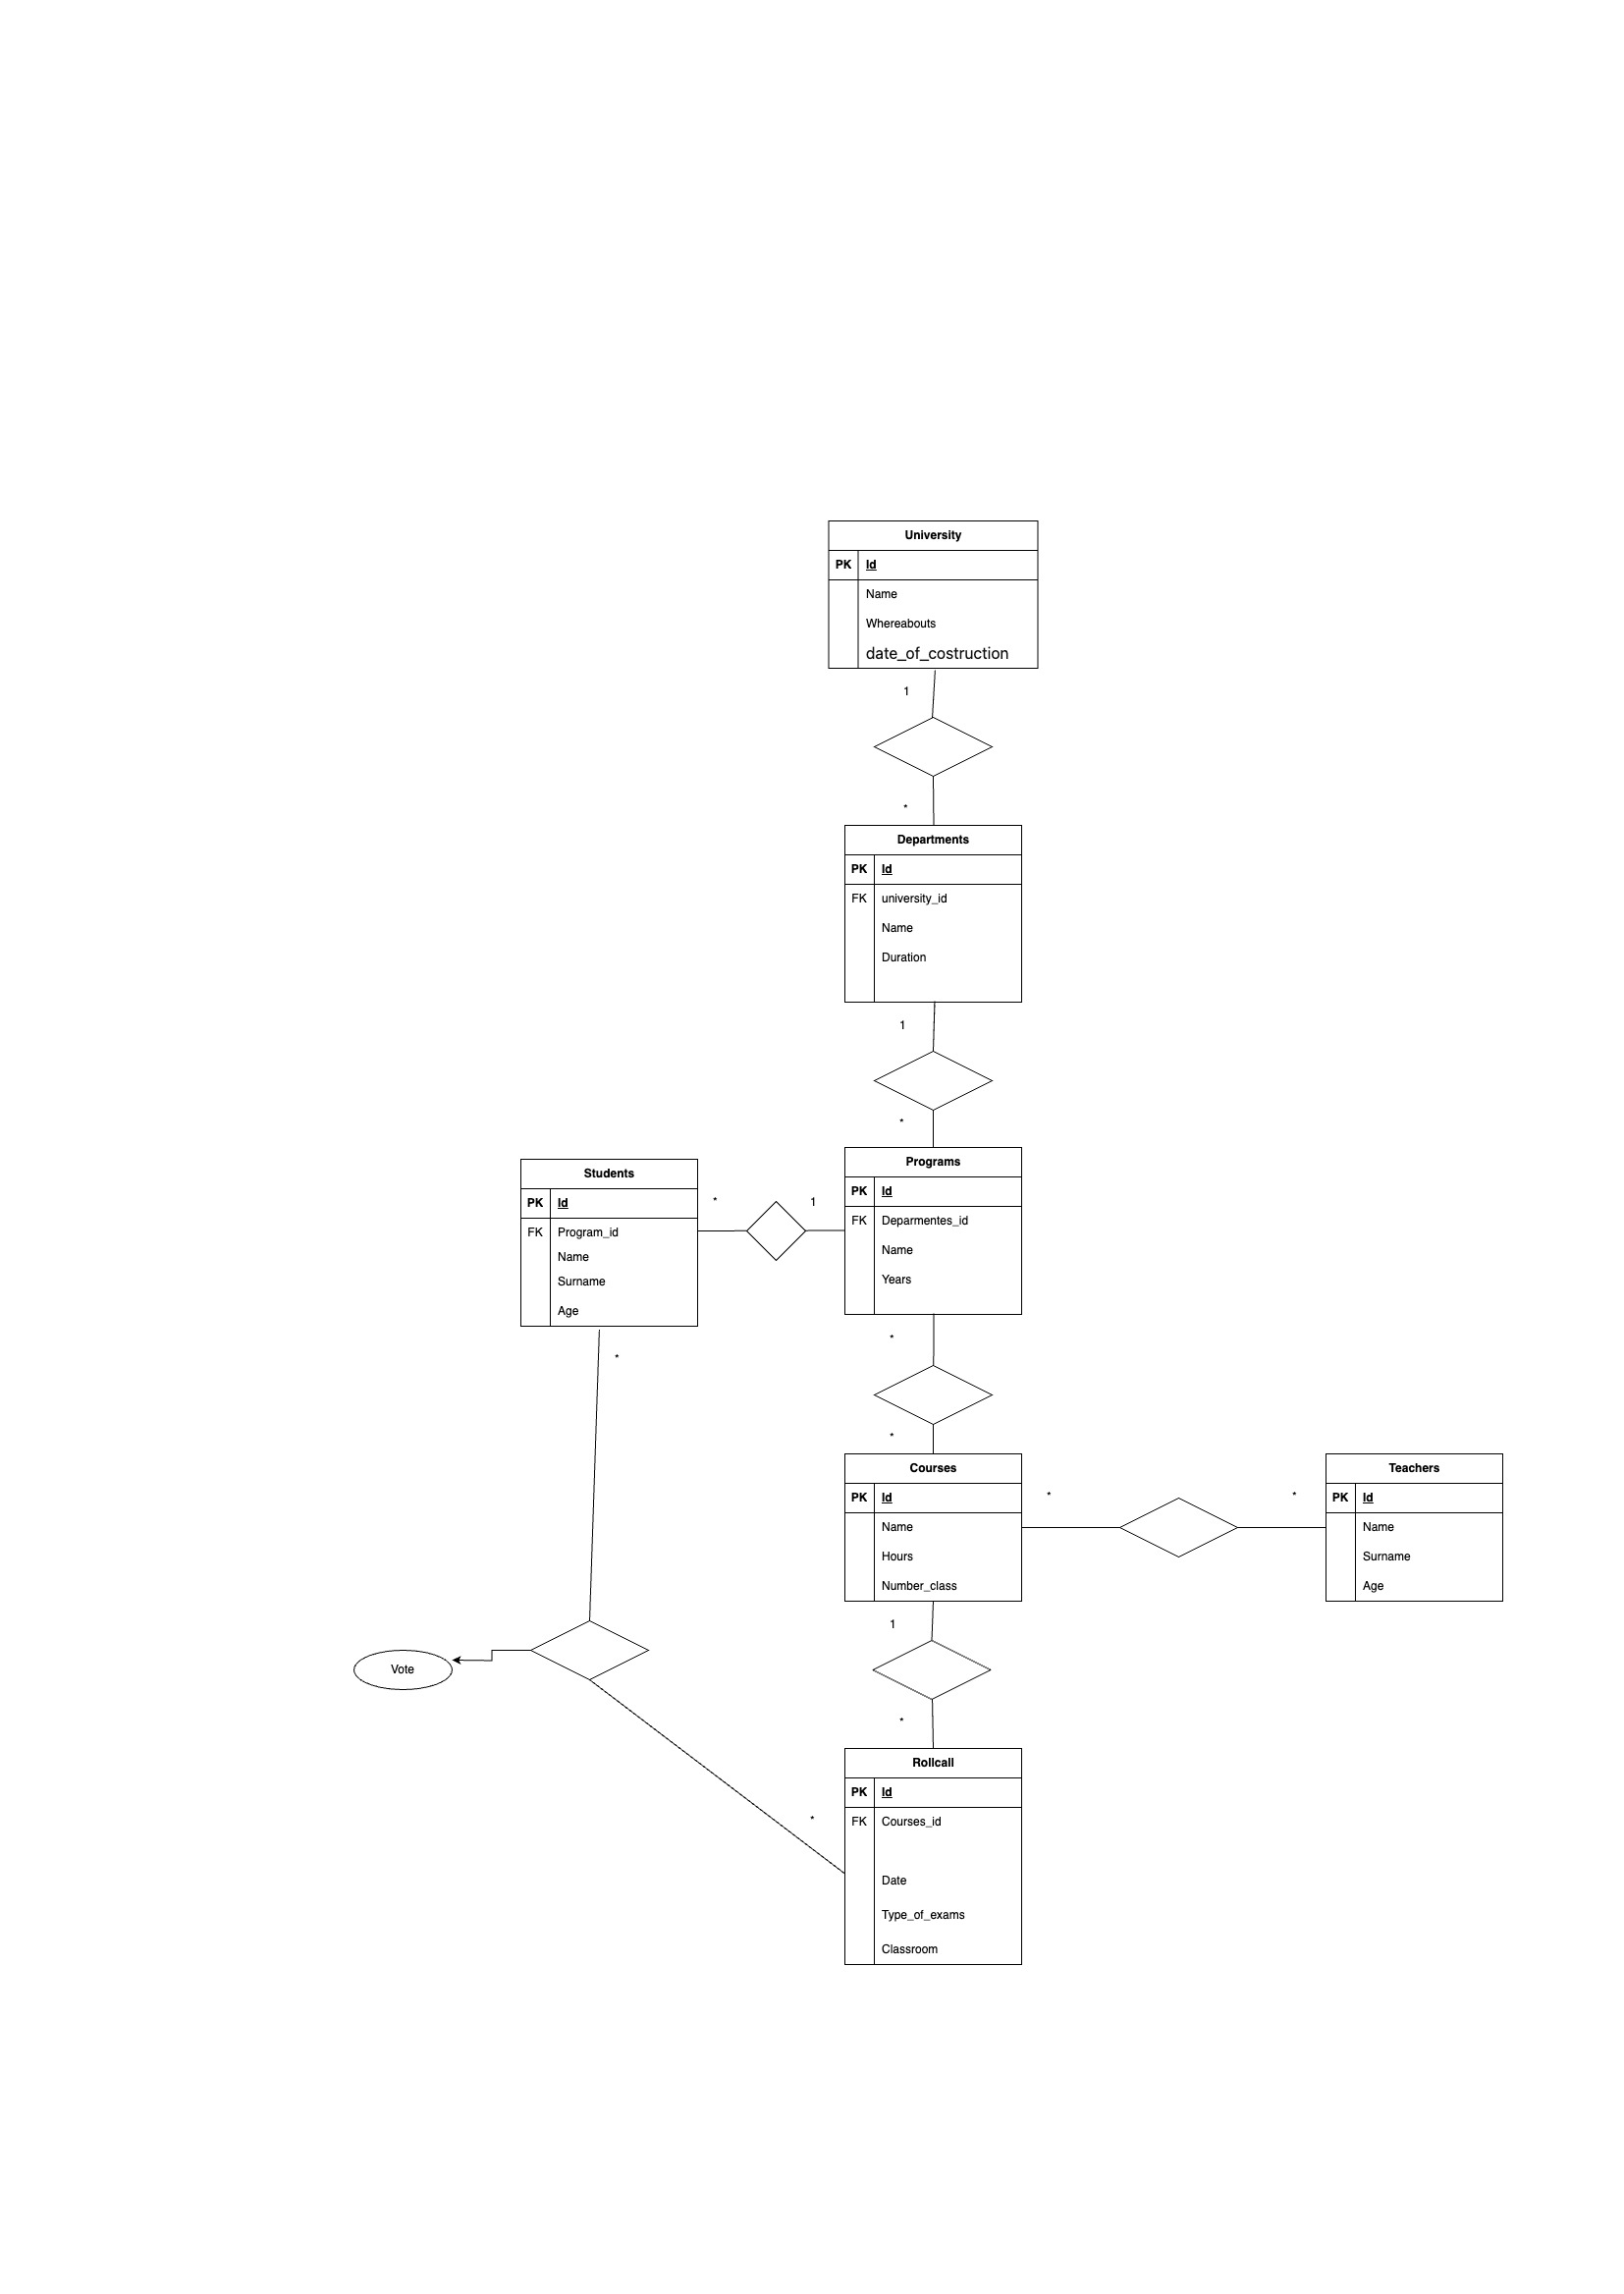 University
PK Id
Name
Whereabouts
date_of_costruction
1
*
Departments
PK Id
FK university_id
Name
Duration
1
*
Programs
PK Id
FK Deparmentes_id
Name
Years
* 1
Students
PK Id
FK Program_id
Name
Surname
Age
*
*
*
Courses
PK Id
Name
Hours
Number_class
* *
Teachers
PK Id
Name
Surname
Age
1
*
Vote
Rollcall
PK Id
FK Courses_id
*
Date
Type_of_exams
Classroom